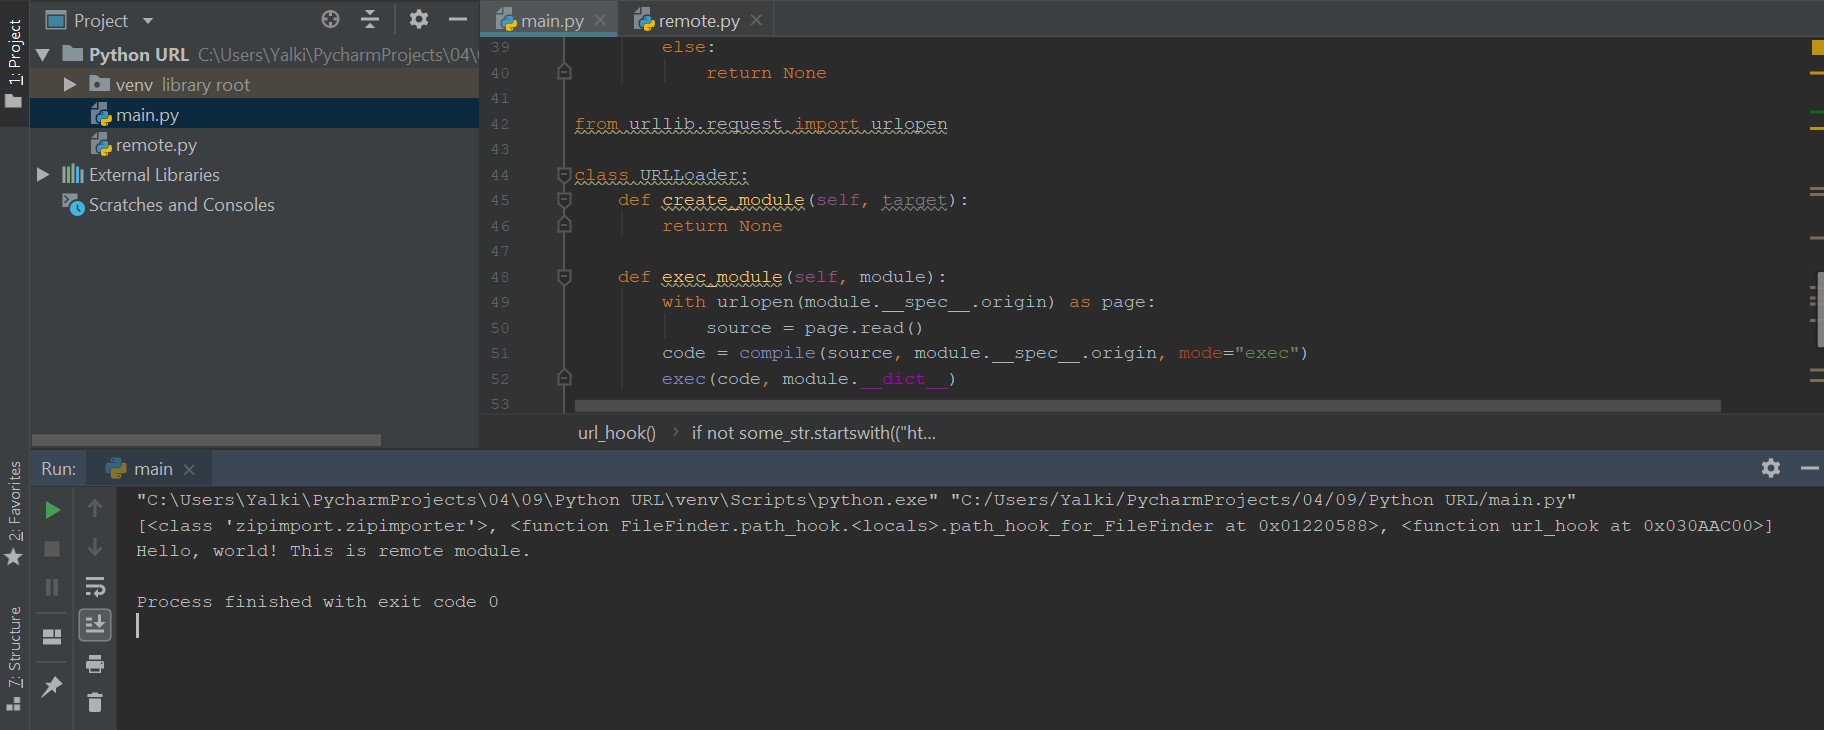 Project
main.py
remote.py
1: Project
Python URL C:\Users\Yalki\PycharmProjects\04\
venv library root
main.py
remote.py
External Libraries
Scratches and Consoles
39 else:
40 return None
41
42 from urllib.request import urlopen
43
44 class URLLoader:
45 def create_module(self, target):
46 return None
47
48 def exec_module(self, module):
49 with urlopen(module.__spec__.origin) as page:
50 source = page.read()
51 code = compile(source, module.__spec__.origin, mode="exec")
52 exec(code, module.__dict__)
53
url_hook() › if not some_str.startswith(("ht...
Run: main
2: Favorites
7: Structure
"C:\Users\Yalki\PycharmProjects\04\09\Python URL\venv\Scripts\python.exe" "C:/Users/Yalki/PycharmProjects/04/09/Python URL/main.py"
[<class 'zipimport.zipimporter'>, <function FileFinder.path_hook.<locals>.path_hook_for_FileFinder at 0x01220588>, <function url_hook at 0x030AAC00>]
Hello, world! This is remote module.
Process finished with exit code 0